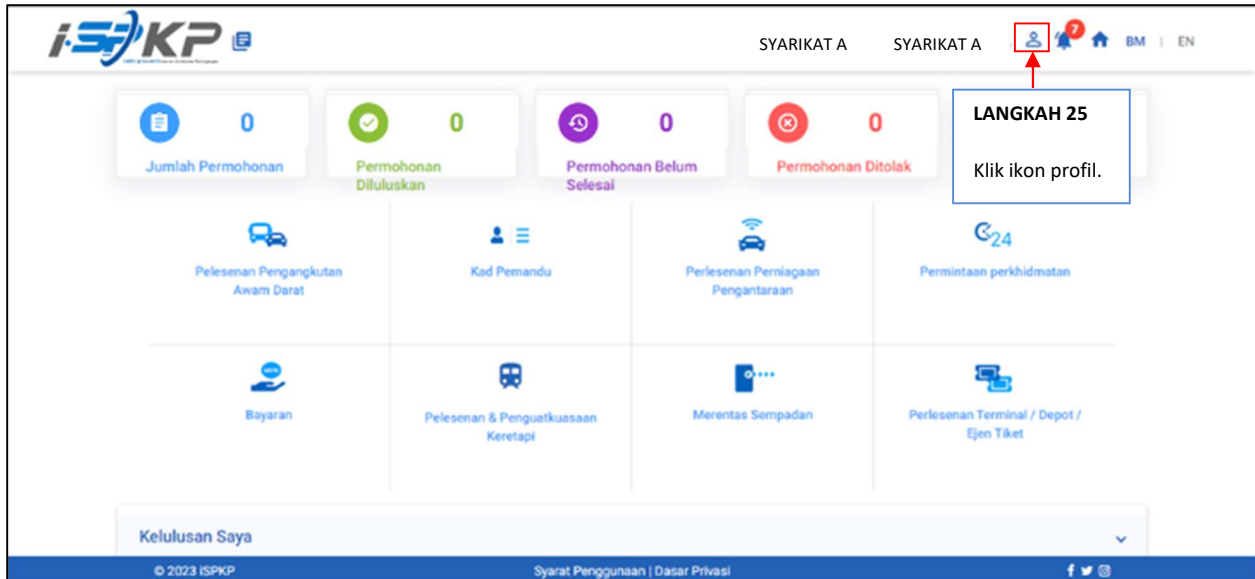 i-SPKP
SYARIKAT A SYARIKAT A 7 BM | EN
LANGKAH 25
Klik ikon profil.
0 0 0 0
Jumlah Permohonan
Permohonan
Diluluskan
Permohonan Belum
Selesai
Permohonan Ditolak
Pelesenan Pengangkutan
Awam Darat
Kad Pemandu
Perlesenan Perniagaan
Pengantaraan
24
Permintaan perkhidmatan
Bayaran
Pelesenan & Penguatkuasaan
Keretapi
Merentas Sempadan
Perlesenan Terminal / Depot /
Ejen Tiket
Kelulusan Saya
© 2023 iSPKP Syarat Penggunaan | Dasar Privasi